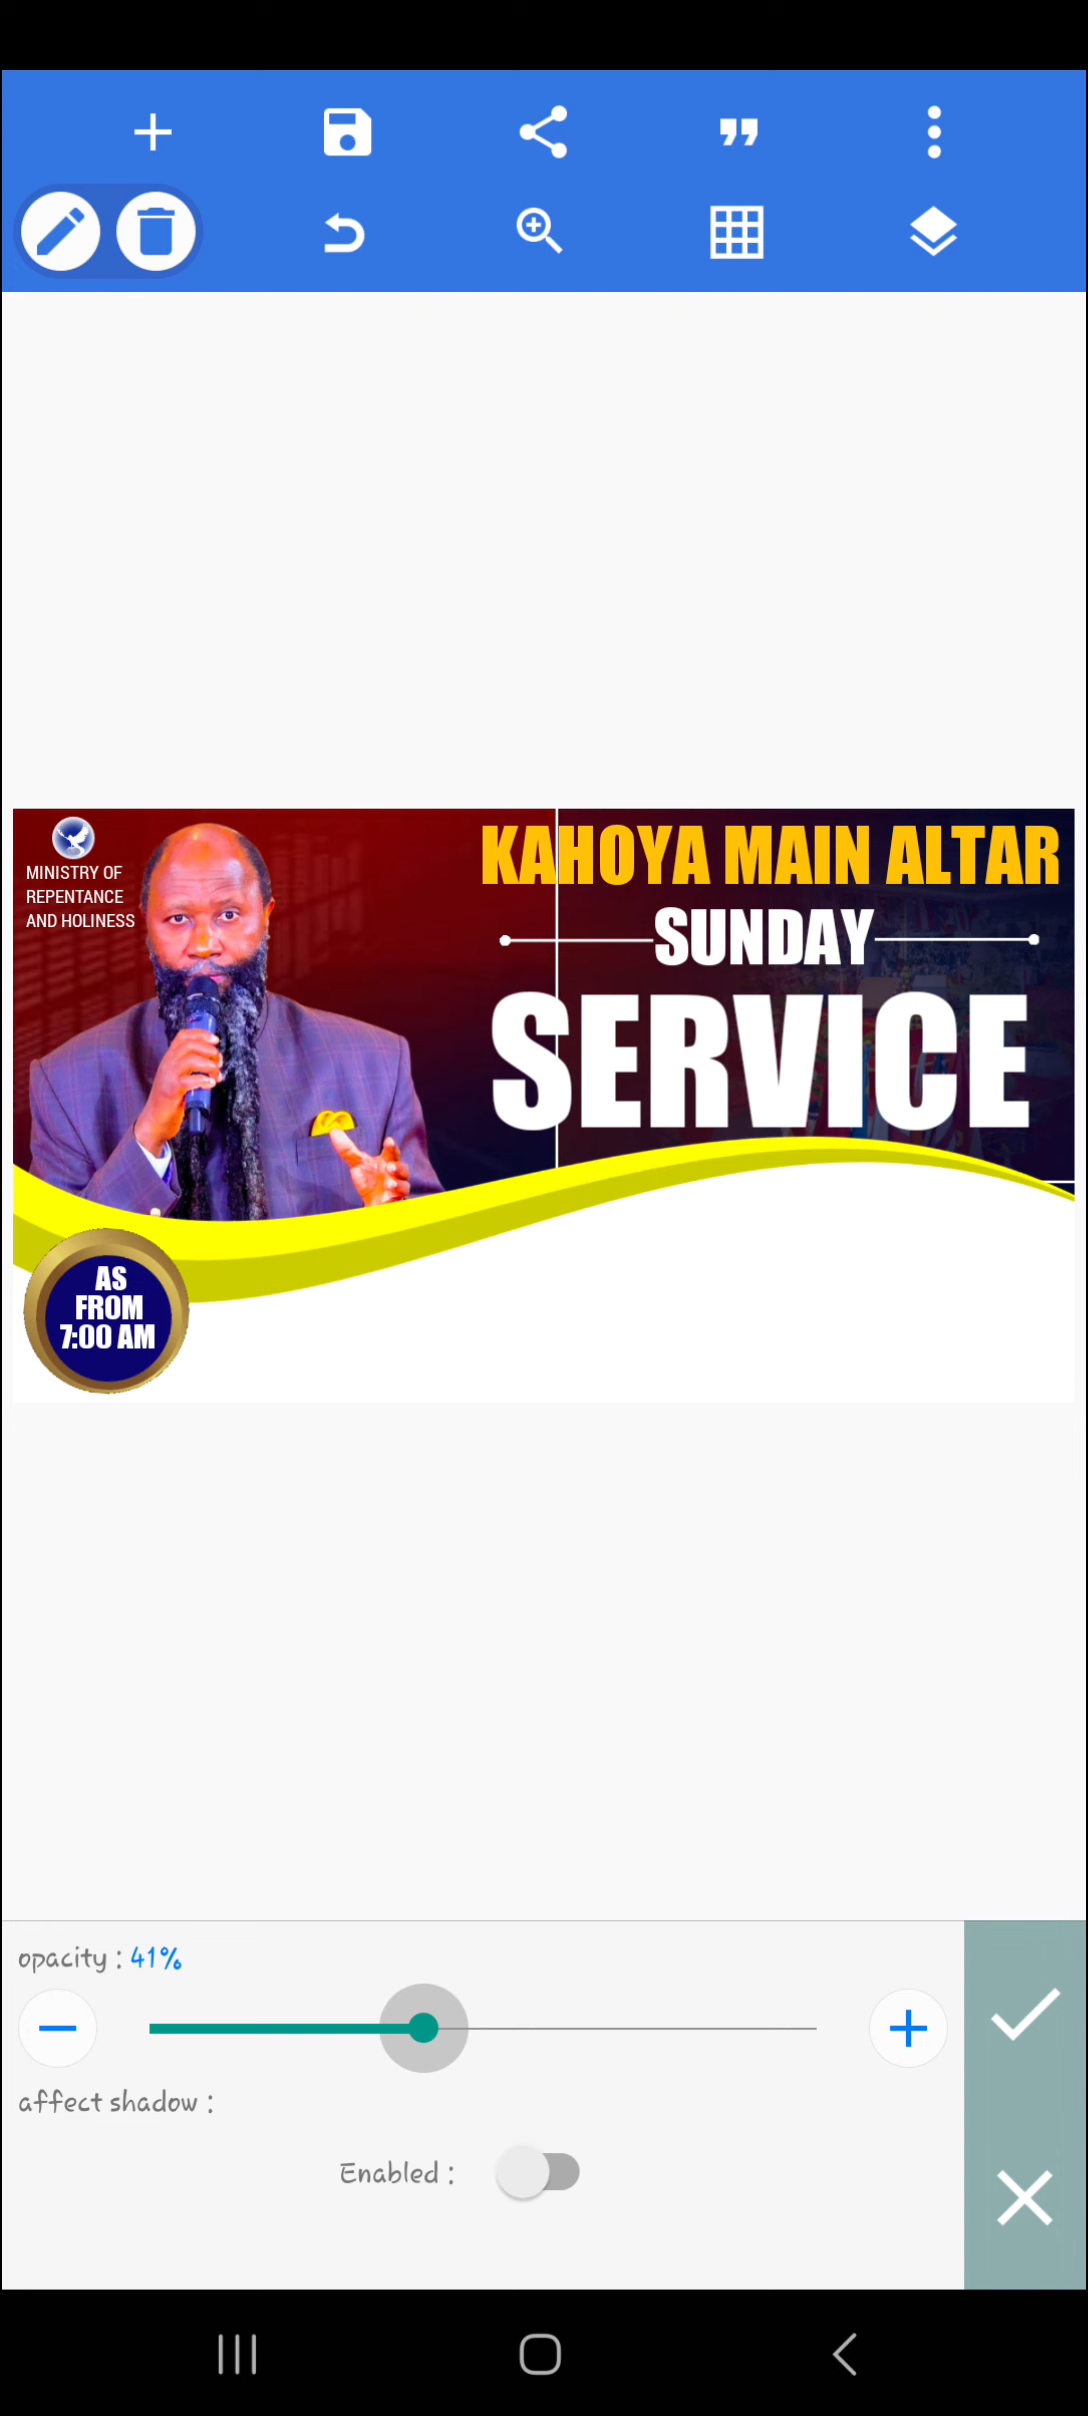 MINISTRY OF
REPENTANCE
AND HOLINESS
KAHOYA MAIN ALTAR
SUNDAY
SERVICE
AS
FROM
7:00 AM
opacity : 41%
affect shadow :
Enabled :